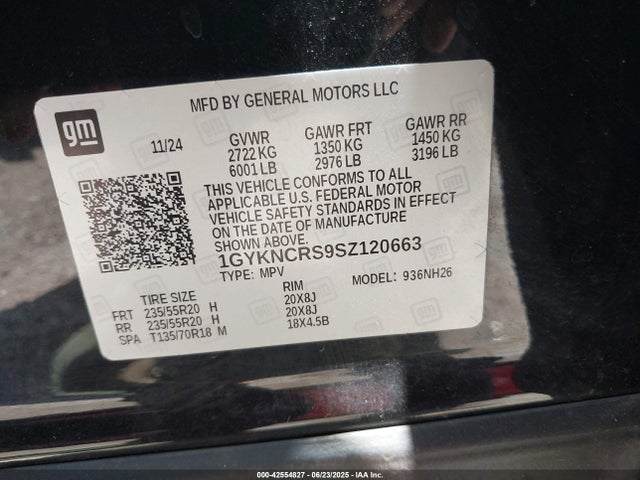 MFD BY GENERAL MOTORS LLC
gm
11/24
GVWR GAWR FRT GAWR RR
2722 KG 1350 KG 1450 KG
6001 LB 2976 LB 3196 LB
THIS VEHICLE CONFORMS TO ALL
APPLICABLE U.S. FEDERAL MOTOR
VEHICLE SAFETY STANDARDS IN EFFECT
ON THE DATE OF MANUFACTURE
SHOWN ABOVE.
1GYKNCRS9SZ120663
TYPE: MPV MODEL: 936NH26
TIRE SIZE RIM
FRT 235/55R20 H 20X8J
RR 235/55R20 H 20X8J
SPA T135/70R18 M 18X4.5B
000-42554827 - 06/23/2025 - IAA Inc.